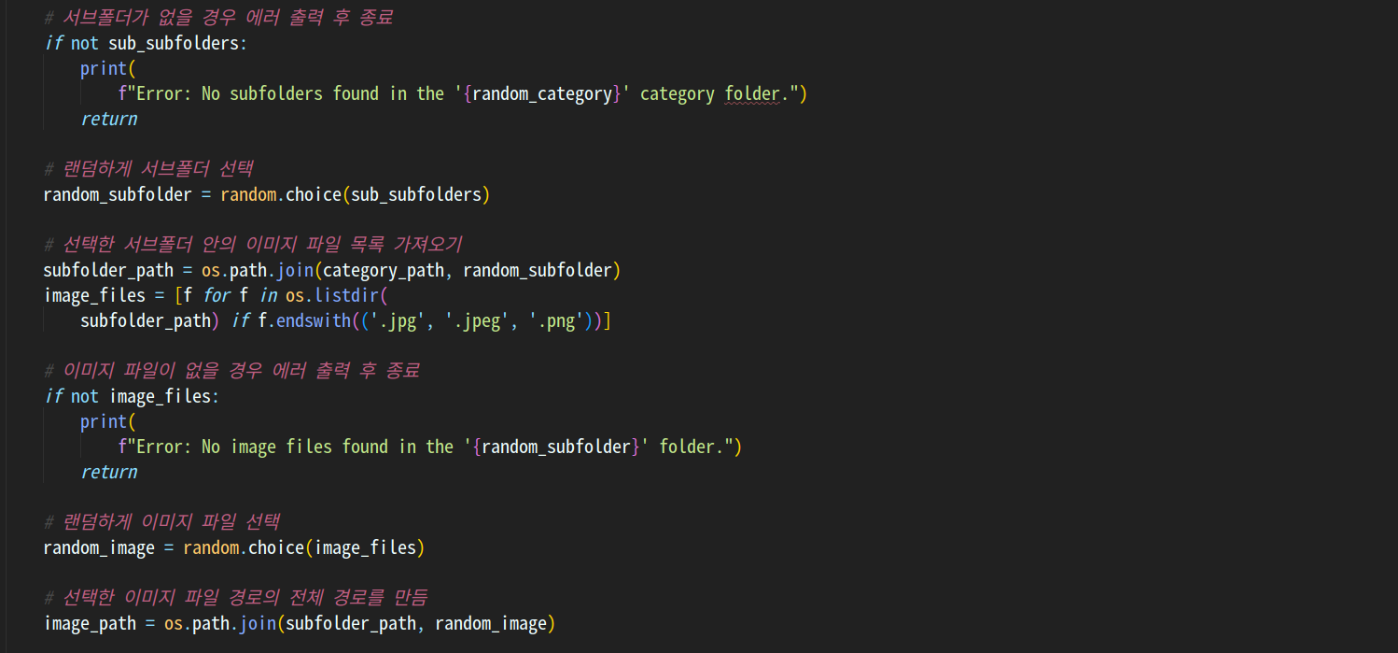 # 서브폴더가 없을 경우 에러 출력 후 종료
if not sub_subfolders:
    print(
        f"Error: No subfolders found in the '{random_category}' category folder.")
    return

# 랜덤하게 서브폴더 선택
random_subfolder = random.choice(sub_subfolders)

# 선택한 서브폴더 안의 이미지 파일 목록 가져오기
subfolder_path = os.path.join(category_path, random_subfolder)
image_files = [f for f in os.listdir(
    subfolder_path) if f.endswith(('.jpg', '.jpeg', '.png'))]

# 이미지 파일이 없을 경우 에러 출력 후 종료
if not image_files:
    print(
        f"Error: No image files found in the '{random_subfolder}' folder.")
    return

# 랜덤하게 이미지 파일 선택
random_image = random.choice(image_files)

# 선택한 이미지 파일 경로의 전체 경로를 만듬
image_path = os.path.join(subfolder_path, random_image)